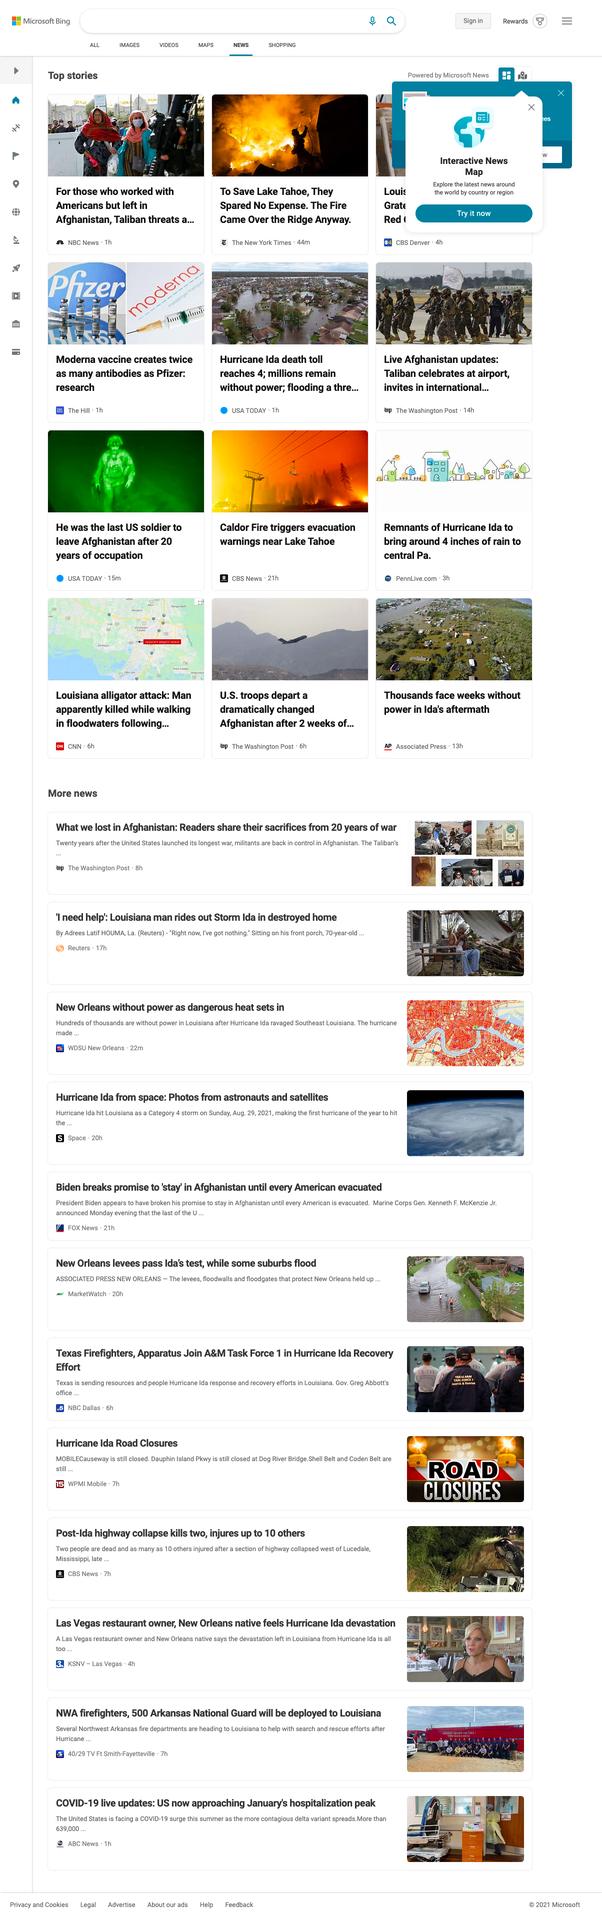 Microsoft Bing
Sign in
Rewards
ALL
IMAGES
VIDEOS
MAPS
NEWS
SHOPPING
Top stories
Powered by Microsoft News
Interactive News
Map
Explore the latest news around
the world by country or region
Try it now
For those who worked with
Americans but left in
Afghanistan, Taliban threats a...
NBC News · 1h
To Save Lake Tahoe, They
Spared No Expense. The Fire
Came Over the Ridge Anyway.
The New York Times · 44m
Louis
Grate
Red C
CBS Denver · 4h
Pfizer
moderna
Moderna vaccine creates twice
as many antibodies as Pfizer:
research
The Hill · 1h
Hurricane Ida death toll
reaches 4; millions remain
without power; flooding a thre...
USA TODAY · 1h
Live Afghanistan updates:
Taliban celebrates at airport,
invites in international...
The Washington Post · 14h
He was the last US soldier to
leave Afghanistan after 20
years of occupation
USA TODAY · 15m
Caldor Fire triggers evacuation
warnings near Lake Tahoe
CBS News · 21h
Remnants of Hurricane Ida to
bring around 4 inches of rain to
central Pa.
PennLive.com · 3h
Louisiana alligator attack: Man
apparently killed while walking
in floodwaters following...
CNN · 6h
U.S. troops depart a
dramatically changed
Afghanistan after 2 weeks of...
The Washington Post · 6h
Thousands face weeks without
power in Ida's aftermath
Associated Press · 13h
More news
What we lost in Afghanistan: Readers share their sacrifices from 20 years of war
Twenty years after the United States launched its longest war, militants are back in control in Afghanistan. The Taliban's
...
The Washington Post · 8h
'I need help': Louisiana man rides out Storm Ida in destroyed home
By Adrees Latif HOUMA, La. (Reuters) - "Right now, I've got nothing." Sitting on his front porch, 70-year-old ...
Reuters · 17h
New Orleans without power as dangerous heat sets in
Hundreds of thousands are without power in Louisiana after Hurricane Ida ravaged Southeast Louisiana. The hurricane
made ...
WDSU New Orleans · 22m
Hurricane Ida from space: Photos from astronauts and satellites
Hurricane Ida hit Louisiana as a Category 4 storm on Sunday, Aug. 29, 2021, making the first hurricane of the year to hit
the ...
Space · 20h
Biden breaks promise to 'stay' in Afghanistan until every American evacuated
President Biden appears to have broken his promise to stay in Afghanistan until every American is evacuated. Marine Corps Gen. Kenneth F. McKenzie Jr.
announced Monday evening that the last of the U ...
FOX News · 21h
New Orleans levees pass Ida's test, while some suburbs flood
ASSOCIATED PRESS NEW ORLEANS — The levees, floodwalls and floodgates that protect New Orleans held up ...
MarketWatch · 20h
Texas Firefighters, Apparatus Join A&M Task Force 1 in Hurricane Ida Recovery
Effort
Texas is sending resources and people Hurricane Ida response and recovery efforts in Louisiana. Gov. Greg Abbott's
office ...
NBC Dallas · 6h
Hurricane Ida Road Closures
MOBILECauseway is still closed. Dauphin Island Pkwy is still closed at Dog River Bridge.Shell Belt and Coden Belt are
still ...
WPMI Mobile · 7h
ROAD
CLOSURES
Post-Ida highway collapse kills two, injures up to 10 others
Two people are dead and as many as 10 others injured after a section of highway collapsed west of Lucedale,
Mississippi, late ...
CBS News · 7h
Las Vegas restaurant owner, New Orleans native feels Hurricane Ida devastation
A Las Vegas restaurant owner and New Orleans native says the devastation left in Louisiana from Hurricane Ida is all
too ...
KSNV – Las Vegas · 4h
NWA firefighters, 500 Arkansas National Guard will be deployed to Louisiana
Several Northwest Arkansas fire departments are heading to Louisiana to help with search and rescue efforts after
Hurricane ...
40/29 TV Ft Smith-Fayetteville · 7h
COVID-19 live updates: US now approaching January's hospitalization peak
The United States is facing a COVID-19 surge this summer as the more contagious delta variant spreads.More than
639,000 ...
ABC News · 1h
Privacy and Cookies
Legal
Advertise
About our ads
Help
Feedback
© 2021 Microsoft